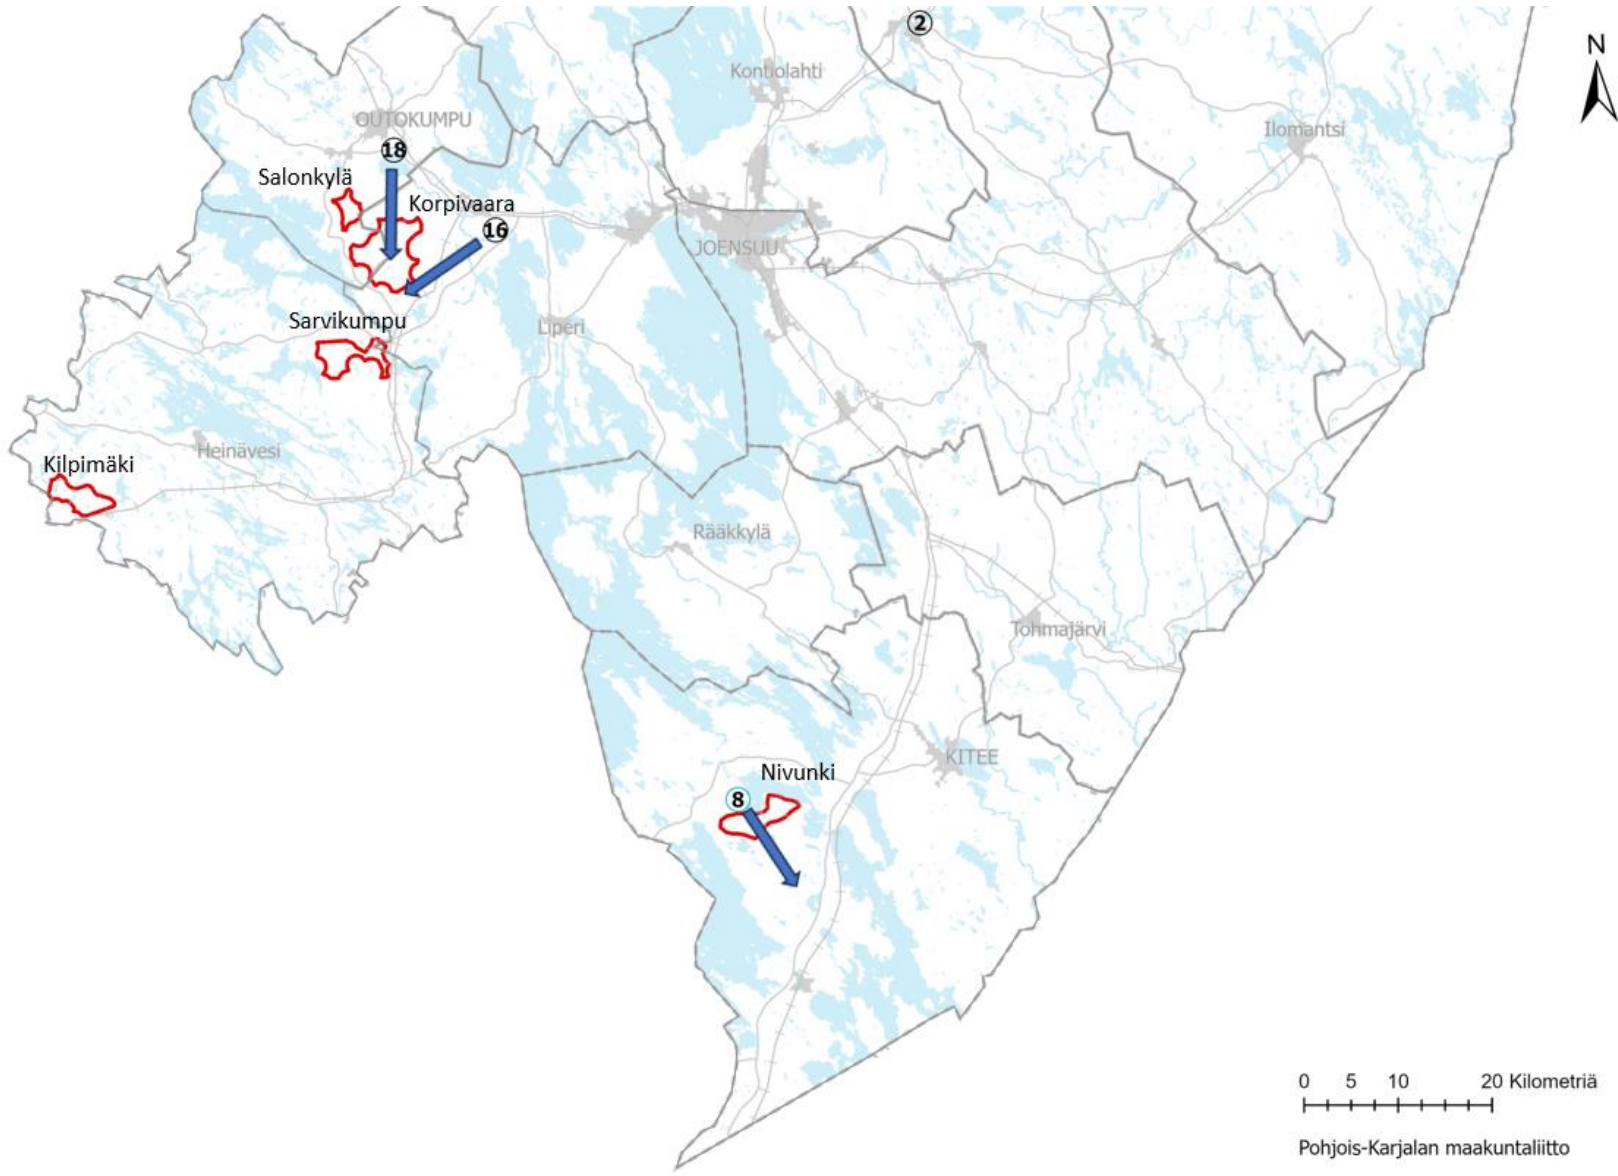 2
N
Kontiolahti
OUTOKUMPU
Ilomantsi
18
Salonkylä
Korpivaara
16
JOENSUU
Sarvikumpu
Liperi
Heinävesi
Kilpimäki
Rääkkylä
Tohmajärvi
KITEE
Nivunki
8
0 5 10 20 Kilometriä
Pohjois-Karjalan maakuntaliitto